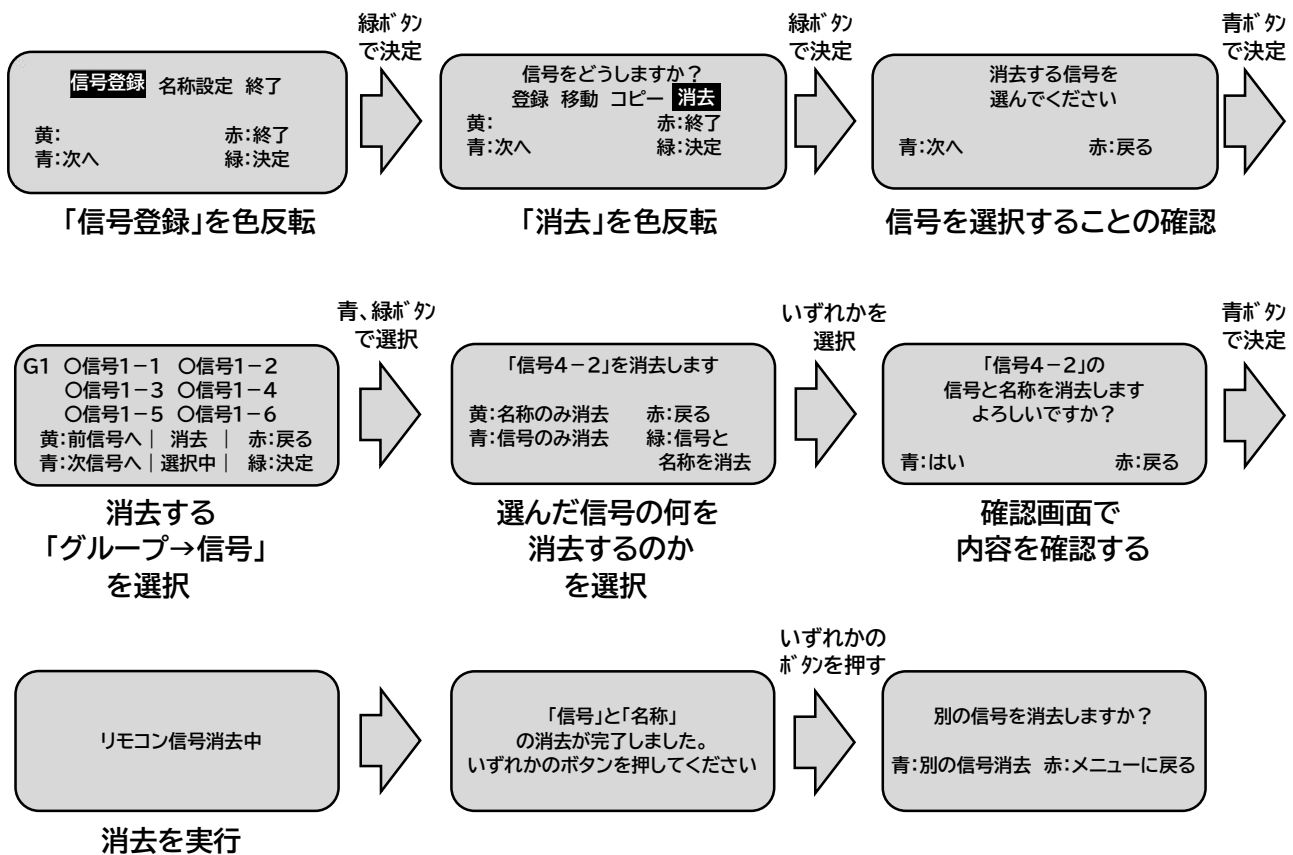 緑ボタン
で決定
緑ボタン
で決定
青ボタン
で決定
信号登録 名称設定 終了
黄: 赤:終了
青:次へ 緑:決定
信号をどうしますか?
登録 移動 コピー 消去
黄: 赤:終了
青:次へ 緑:決定
消去する信号を
選んでください
青:次へ 赤:戻る
「信号登録」を色反転
「消去」を色反転
信号を選択することの確認
青、緑ボタン
で選択
いずれかを
選択
青ボタン
で決定
G1 〇信号1-1 〇信号1-2
〇信号1-3 〇信号1-4
〇信号1-5 〇信号1-6
黄:前信号へ| 消去 | 赤:戻る
青:次信号へ|選択中| 緑:決定
「信号4-2」を消去します
黄:名称のみ消去 赤:戻る
青:信号のみ消去 緑:信号と
名称を消去
「信号4-2」の
信号と名称を消去します
よろしいですか?
青:はい 赤:戻る
消去する
「グループ→信号」
を選択
選んだ信号の何を
消去するのか
を選択
確認画面で
内容を確認する
いずれかの
ボタンを押す
リモコン信号消去中
「信号」と「名称」
の消去が完了しました。
いずれかのボタンを押してください
別の信号を消去しますか?
青:別の信号消去 赤:メニューに戻る
消去を実行